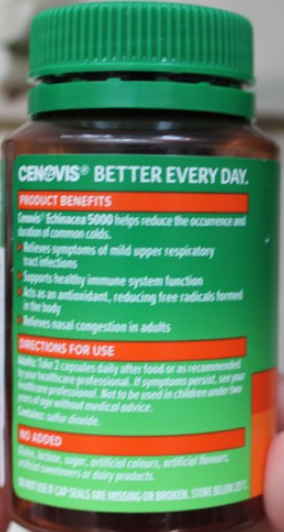 CENOVIS® BETTER EVERY DAY.
PRODUCT BENEFITS
Cenovis® Echinacea 5000 helps reduce the occurrence and
duration of common colds.
Relieves symptoms of mild upper respiratory
tract infections
Supports healthy immune system function
Acts as an antioxidant, reducing free radicals formed
in the body
Relieves nasal congestion in adults
DIRECTIONS FOR USE
Adults: Take 2 capsules daily after food or as recommended
by your healthcare professional. If symptoms persist, see your
healthcare professional. Not to be used in children under two
years of age without medical advice.
Contains: sulfur dioxide.
NO ADDED
Gluten, lactose, sugar, artificial colours, artificial flavours,
artificial sweeteners or dairy products.
DO NOT USE IF CAP SEALS ARE MISSING OR BROKEN. STORE BELOW 25°C.